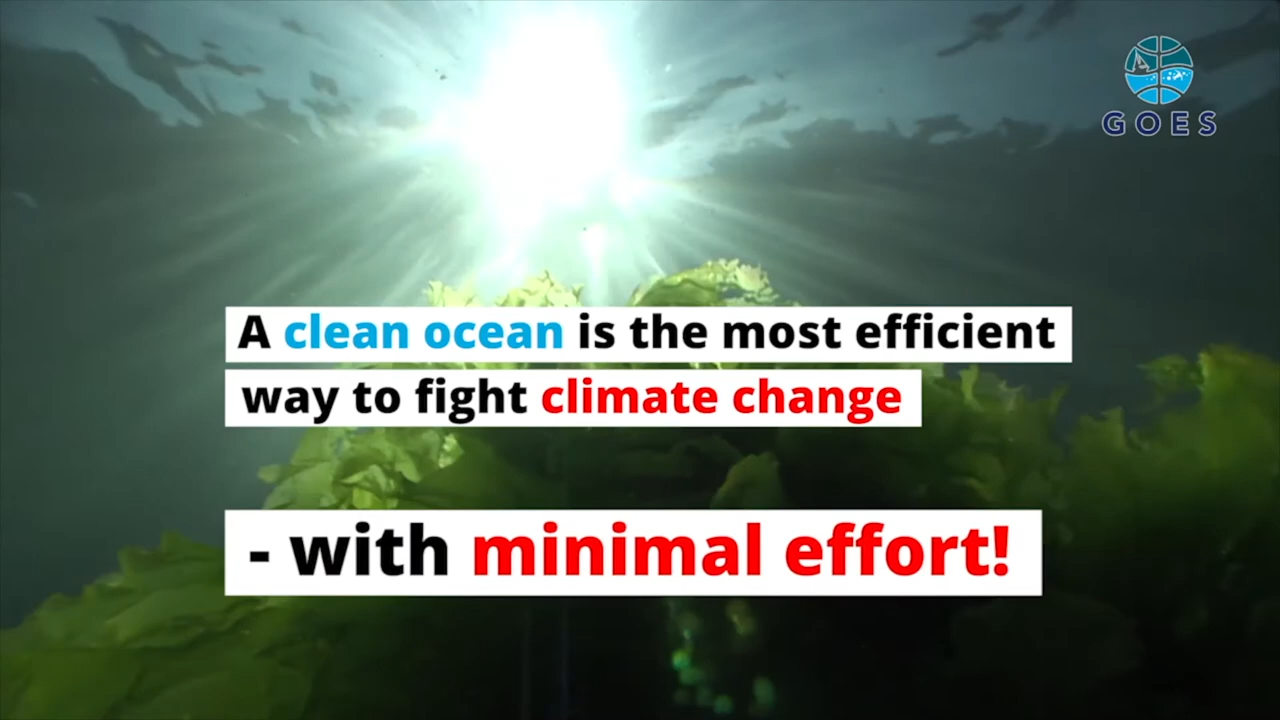 GOES
A clean ocean is the most efficient
way to fight climate change
- with minimal effort!